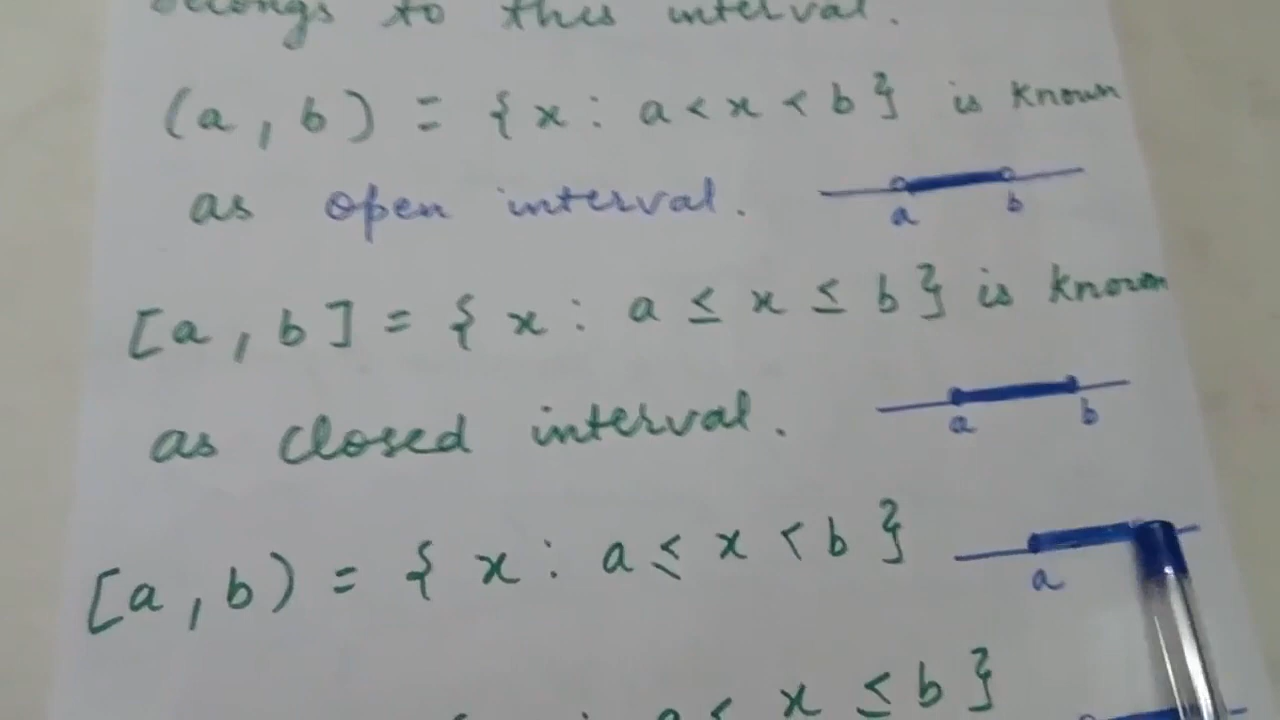 belongs to this interval.
(a, b) = {x : a < x < b} is known
as open interval.
a b
[a, b] = {x : a ≤ x ≤ b} is known
as closed interval.
a b
[a, b) = {x : a ≤ x < b}
a
x ≤ b}